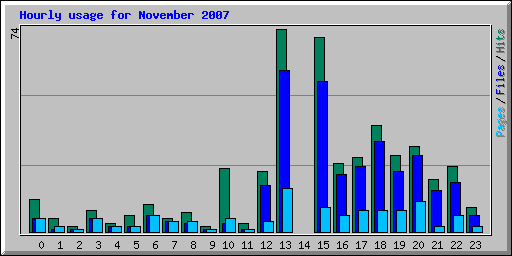 Hourly usage for November 2007
74
Pages / Files / Hits
0 1 2 3 4 5 6 7 8 9 10 11 12 13 14 15 16 17 18 19 20 21 22 23